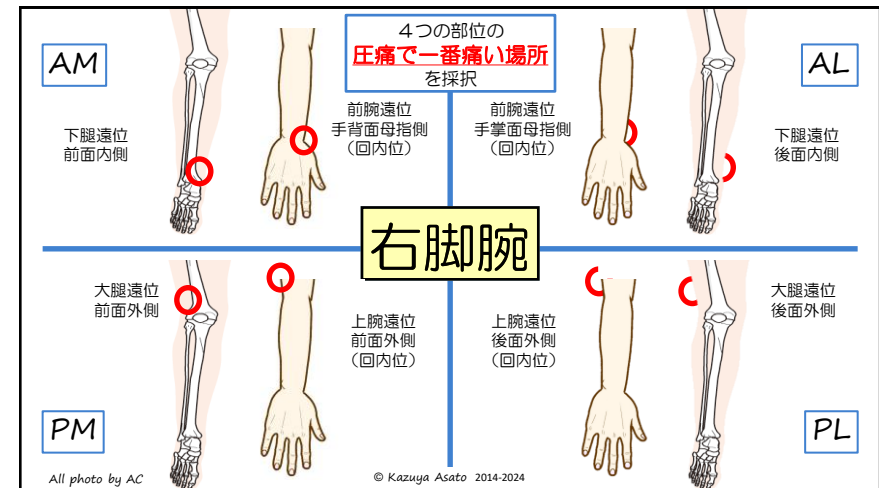 4つの部位の
圧痛で一番痛い場所
を採択
AM
AL
下腿遠位
前面内側
前腕遠位
手背面母指側
(回内位)
前腕遠位
手掌面母指側
(回内位)
下腿遠位
後面内側
右脚腕
大腿遠位
前面外側
上腕遠位
前面外側
(回内位)
上腕遠位
後面外側
(回内位)
大腿遠位
後面外側
PM
PL
All photo by AC
© Kazuya Asato 2014-2024